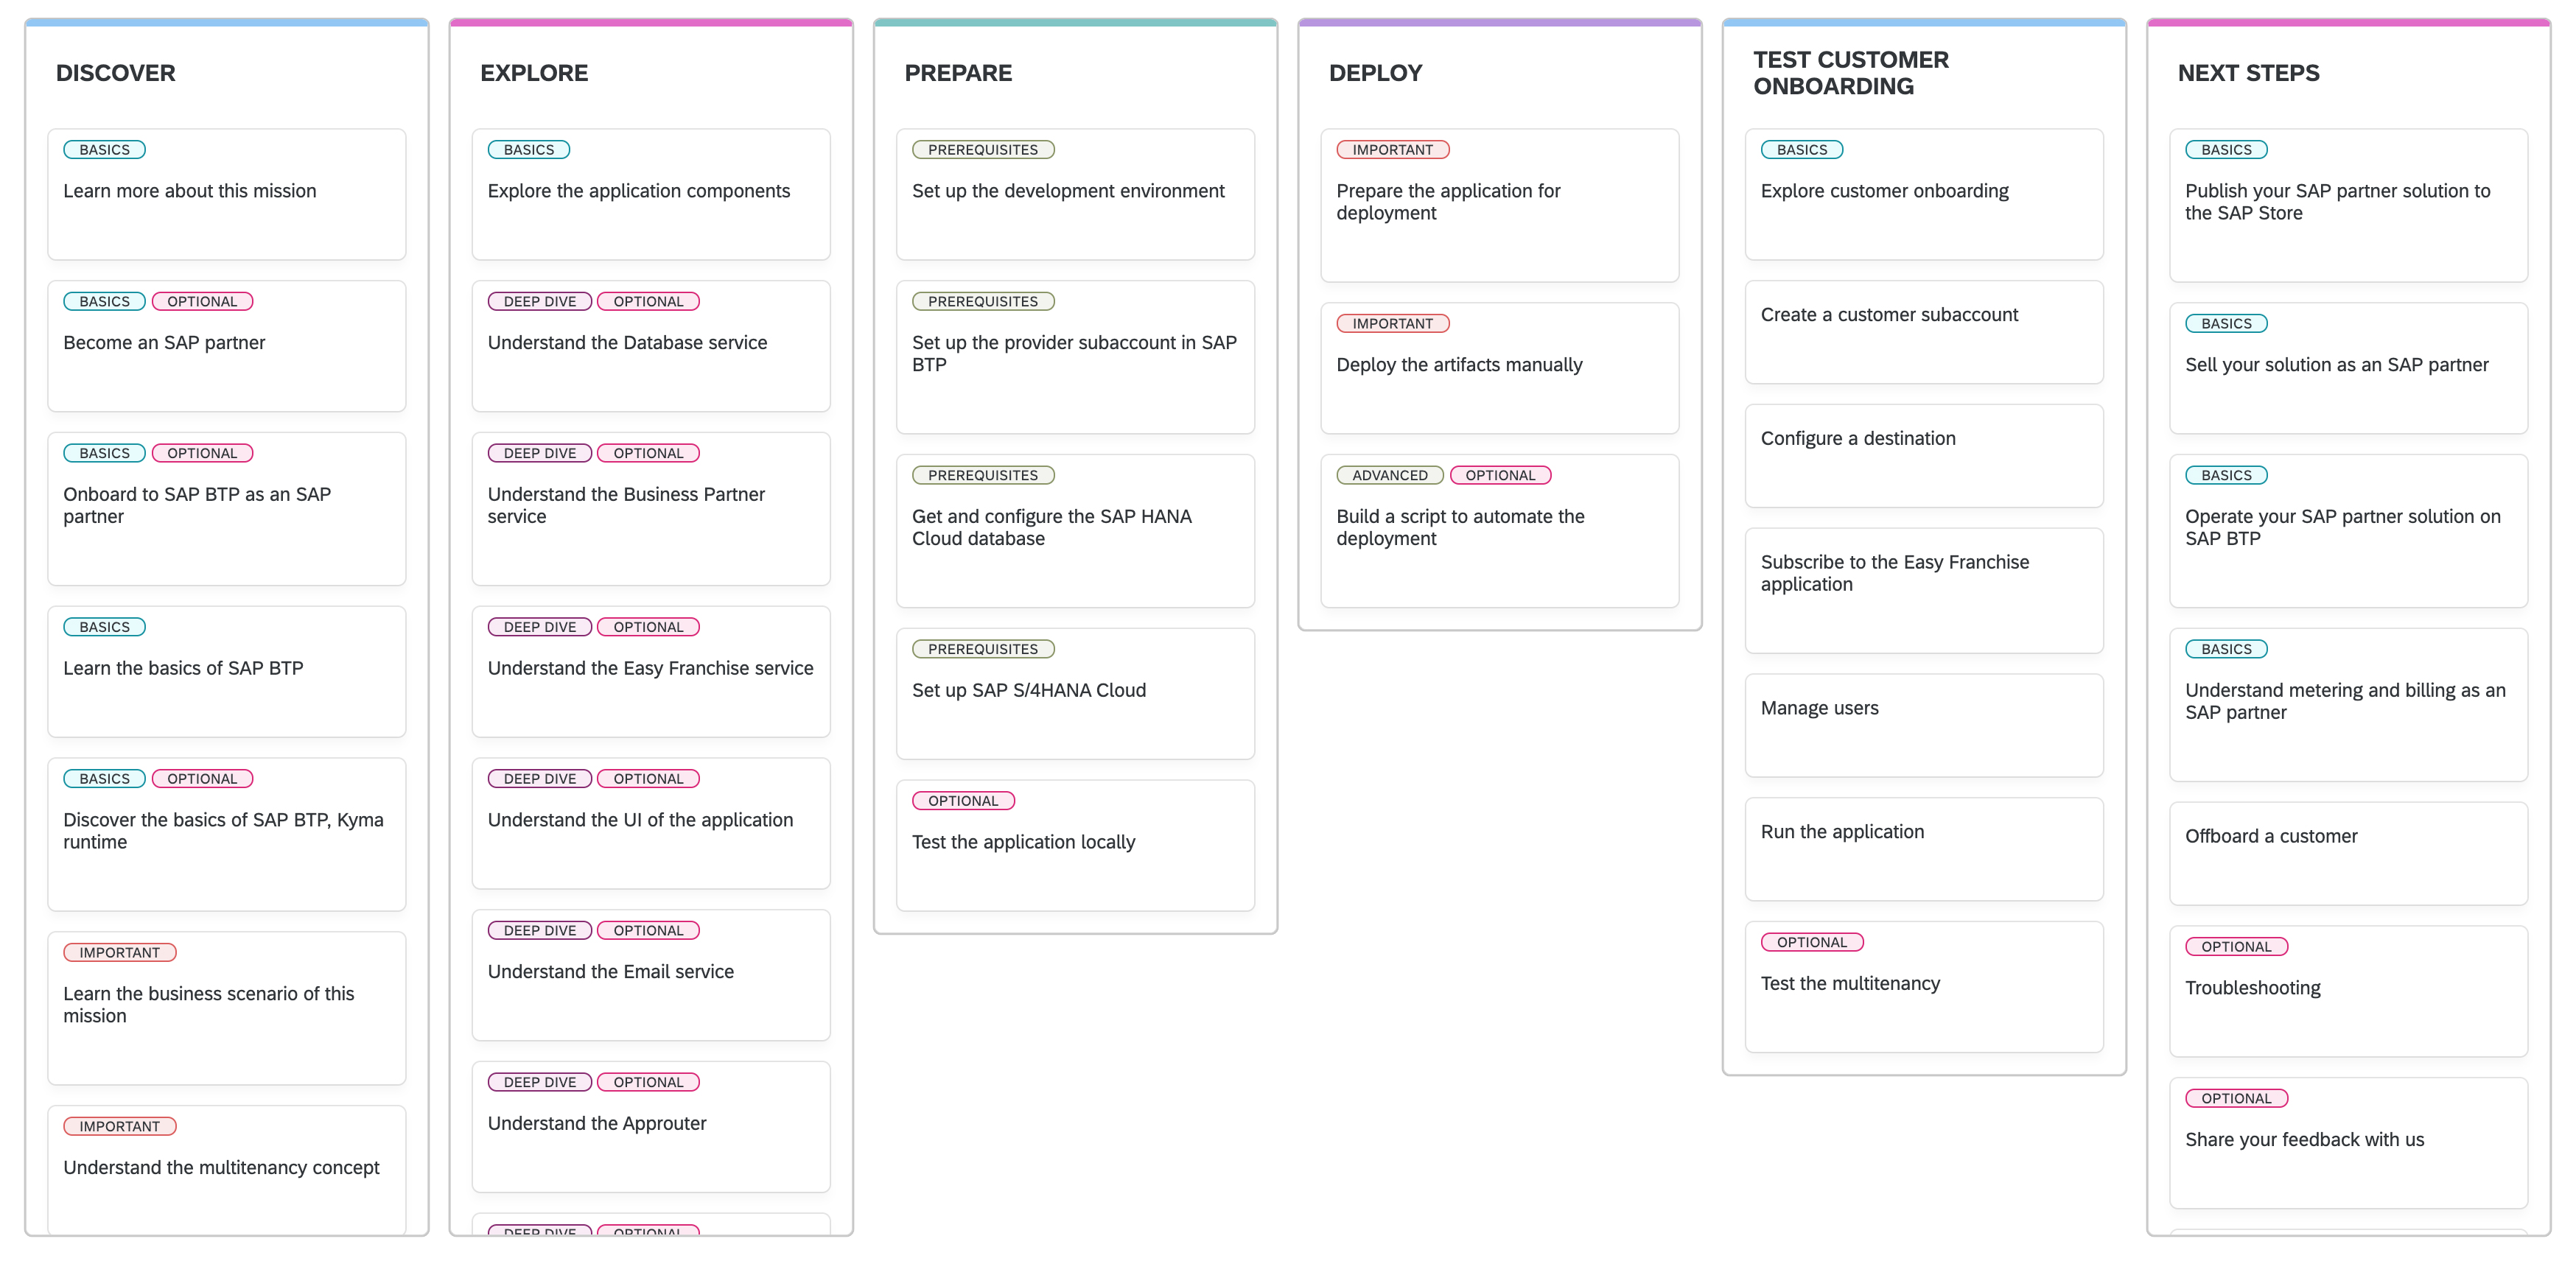 DISCOVER
BASICS
Learn more about this mission
BASICS OPTIONAL
Become an SAP partner
BASICS OPTIONAL
Onboard to SAP BTP as an SAP
partner
BASICS
Learn the basics of SAP BTP
BASICS OPTIONAL
Discover the basics of SAP BTP, Kyma
runtime
IMPORTANT
Learn the business scenario of this
mission
IMPORTANT
Understand the multitenancy concept
EXPLORE
BASICS
Explore the application components
DEEP DIVE OPTIONAL
Understand the Database service
DEEP DIVE OPTIONAL
Understand the Business Partner
service
DEEP DIVE OPTIONAL
Understand the Easy Franchise service
DEEP DIVE OPTIONAL
Understand the UI of the application
DEEP DIVE OPTIONAL
Understand the Email service
DEEP DIVE OPTIONAL
Understand the Approuter
DEEP DIVE OPTIONAL
PREPARE
PREREQUISITES
Set up the development environment
PREREQUISITES
Set up the provider subaccount in SAP
BTP
PREREQUISITES
Get and configure the SAP HANA
Cloud database
PREREQUISITES
Set up SAP S/4HANA Cloud
OPTIONAL
Test the application locally
DEPLOY
IMPORTANT
Prepare the application for
deployment
IMPORTANT
Deploy the artifacts manually
ADVANCED OPTIONAL
Build a script to automate the
deployment
TEST CUSTOMER
ONBOARDING
BASICS
Explore customer onboarding
Create a customer subaccount
Configure a destination
Subscribe to the Easy Franchise
application
Manage users
Run the application
OPTIONAL
Test the multitenancy
NEXT STEPS
BASICS
Publish your SAP partner solution to
the SAP Store
BASICS
Sell your solution as an SAP partner
BASICS
Operate your SAP partner solution on
SAP BTP
BASICS
Understand metering and billing as an
SAP partner
Offboard a customer
OPTIONAL
Troubleshooting
OPTIONAL
Share your feedback with us